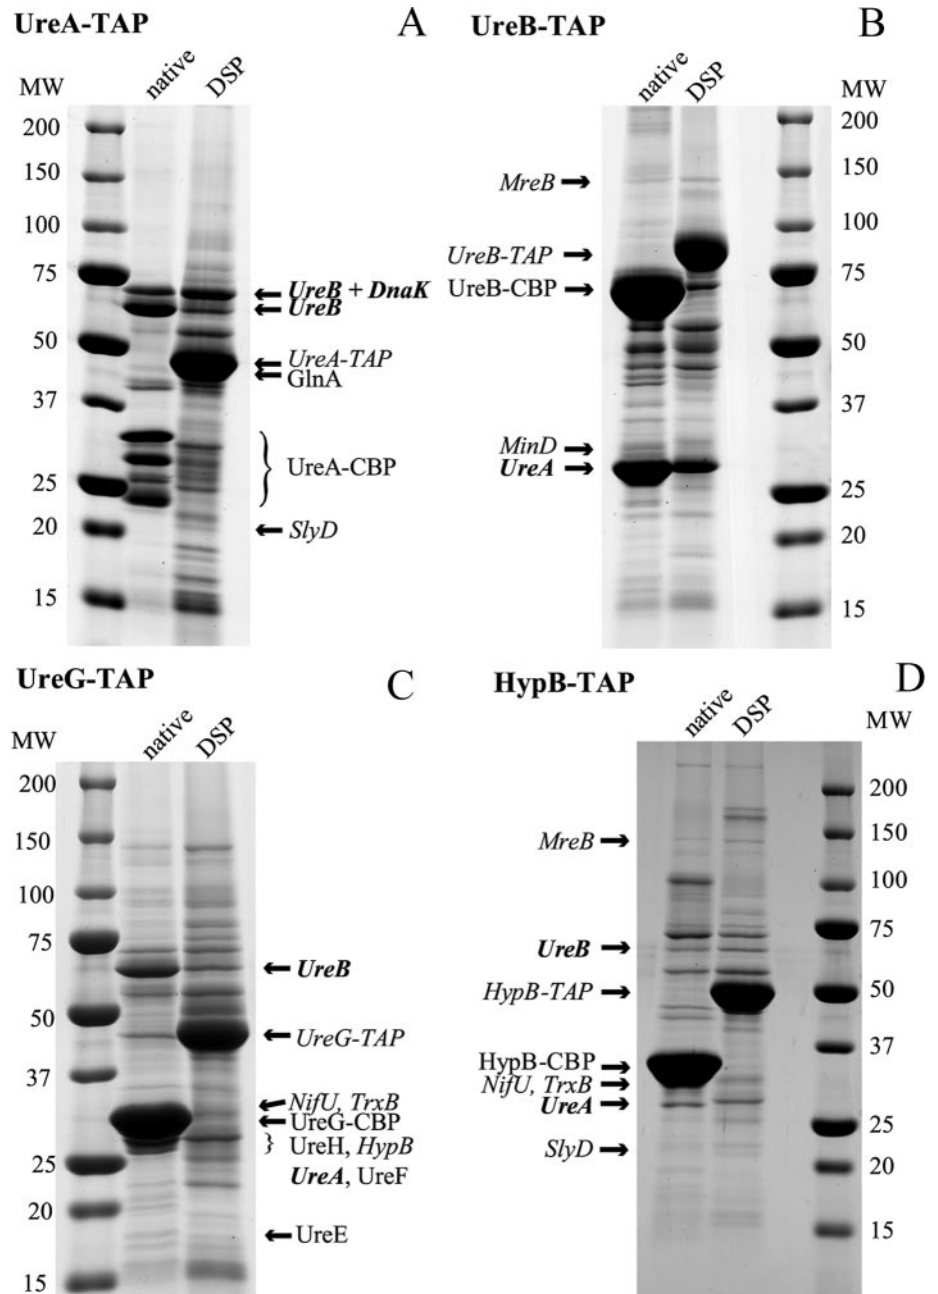 UreA-TAP
A
MW
native
DSP
200
150
100
75
50
37
25
20
15
UreB + DnaK
UreB
UreA-TAP
GlnA
UreA-CBP
SlyD
UreB-TAP
B
native
DSP
MW
MreB
UreB-TAP
UreB-CBP
MinD
UreA
200
150
100
75
50
37
25
20
15
UreG-TAP
C
MW
native
DSP
200
150
100
75
50
37
25
20
15
UreB
UreG-TAP
NifU, TrxB
UreG-CBP
UreH, HypB
UreA, UreF
UreE
HypB-TAP
D
native
DSP
MW
MreB
UreB
HypB-TAP
HypB-CBP
NifU, TrxB
UreA
SlyD
200
150
100
75
50
37
25
20
15